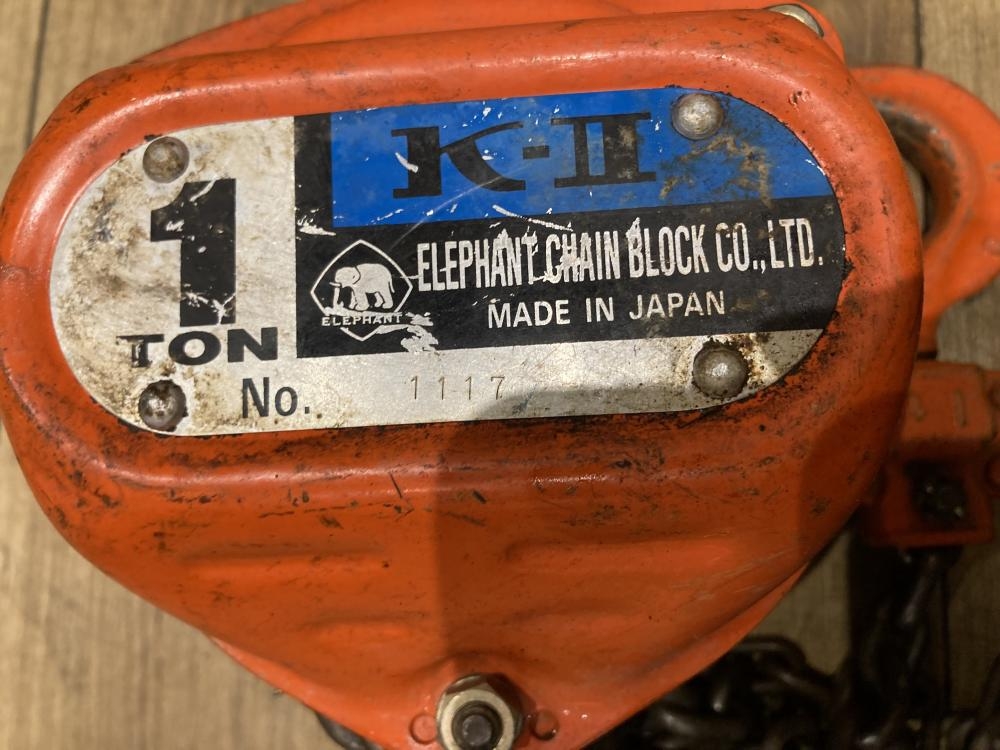 1
TON
K-II
ELEPHANT
ELEPHANT CHAIN BLOCK CO.,LTD.
MADE IN JAPAN
No. 1117